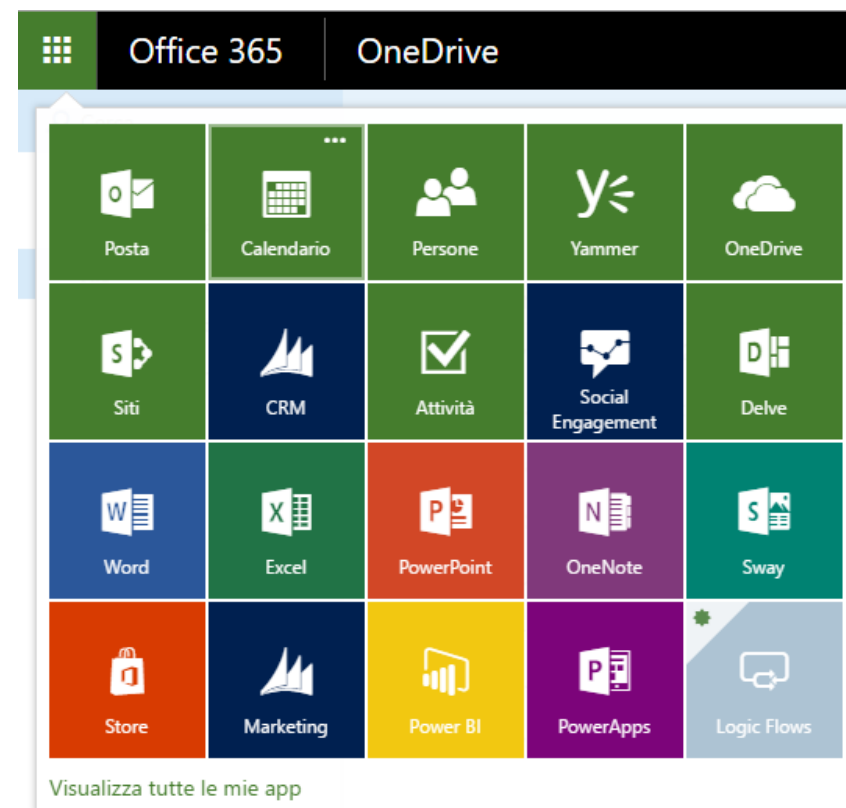 Office 365
OneDrive
Posta
Calendario
Persone
Yammer
OneDrive
Siti
CRM
Attività
Social
Engagement
Delve
Word
Excel
PowerPoint
OneNote
Sway
Store
Marketing
Power BI
PowerApps
Logic Flows
Visualizza tutte le mie app